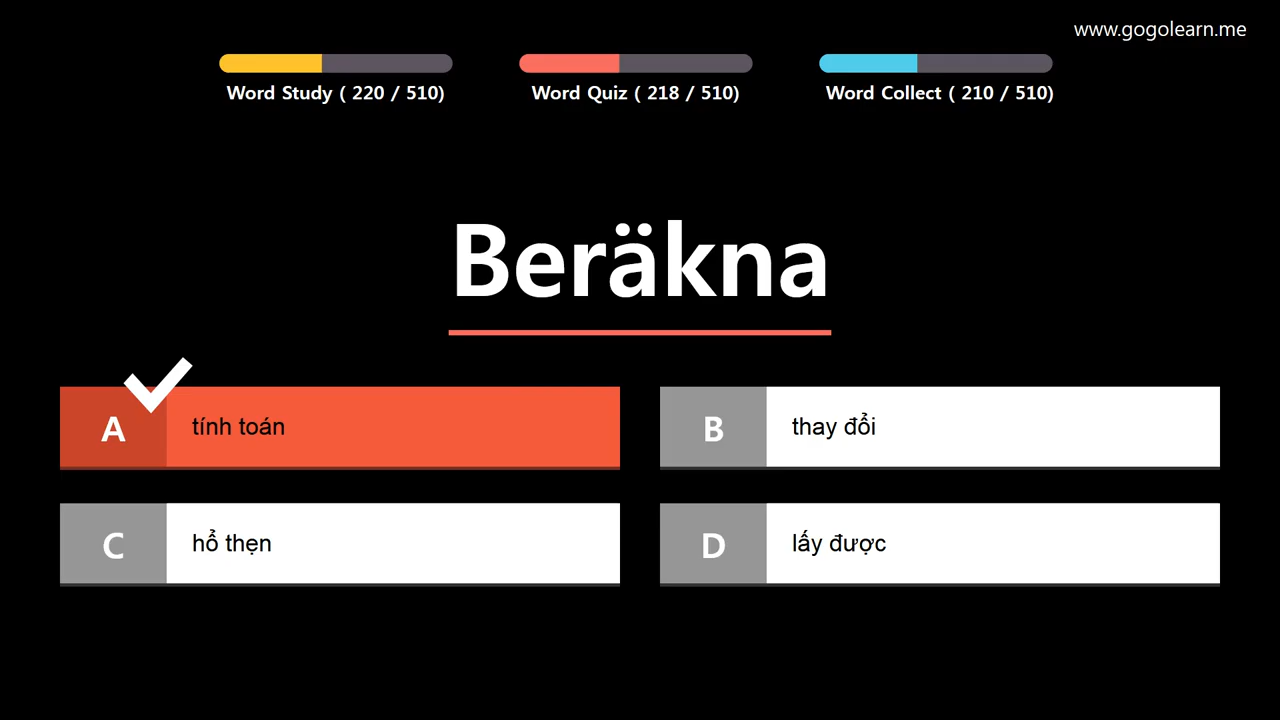 www.gogolearn.me
Word Study ( 220 / 510)
Word Quiz ( 218 / 510)
Word Collect ( 210 / 510)
Beräkna
A tính toán
B thay đổi
C hổ thẹn
D lấy được